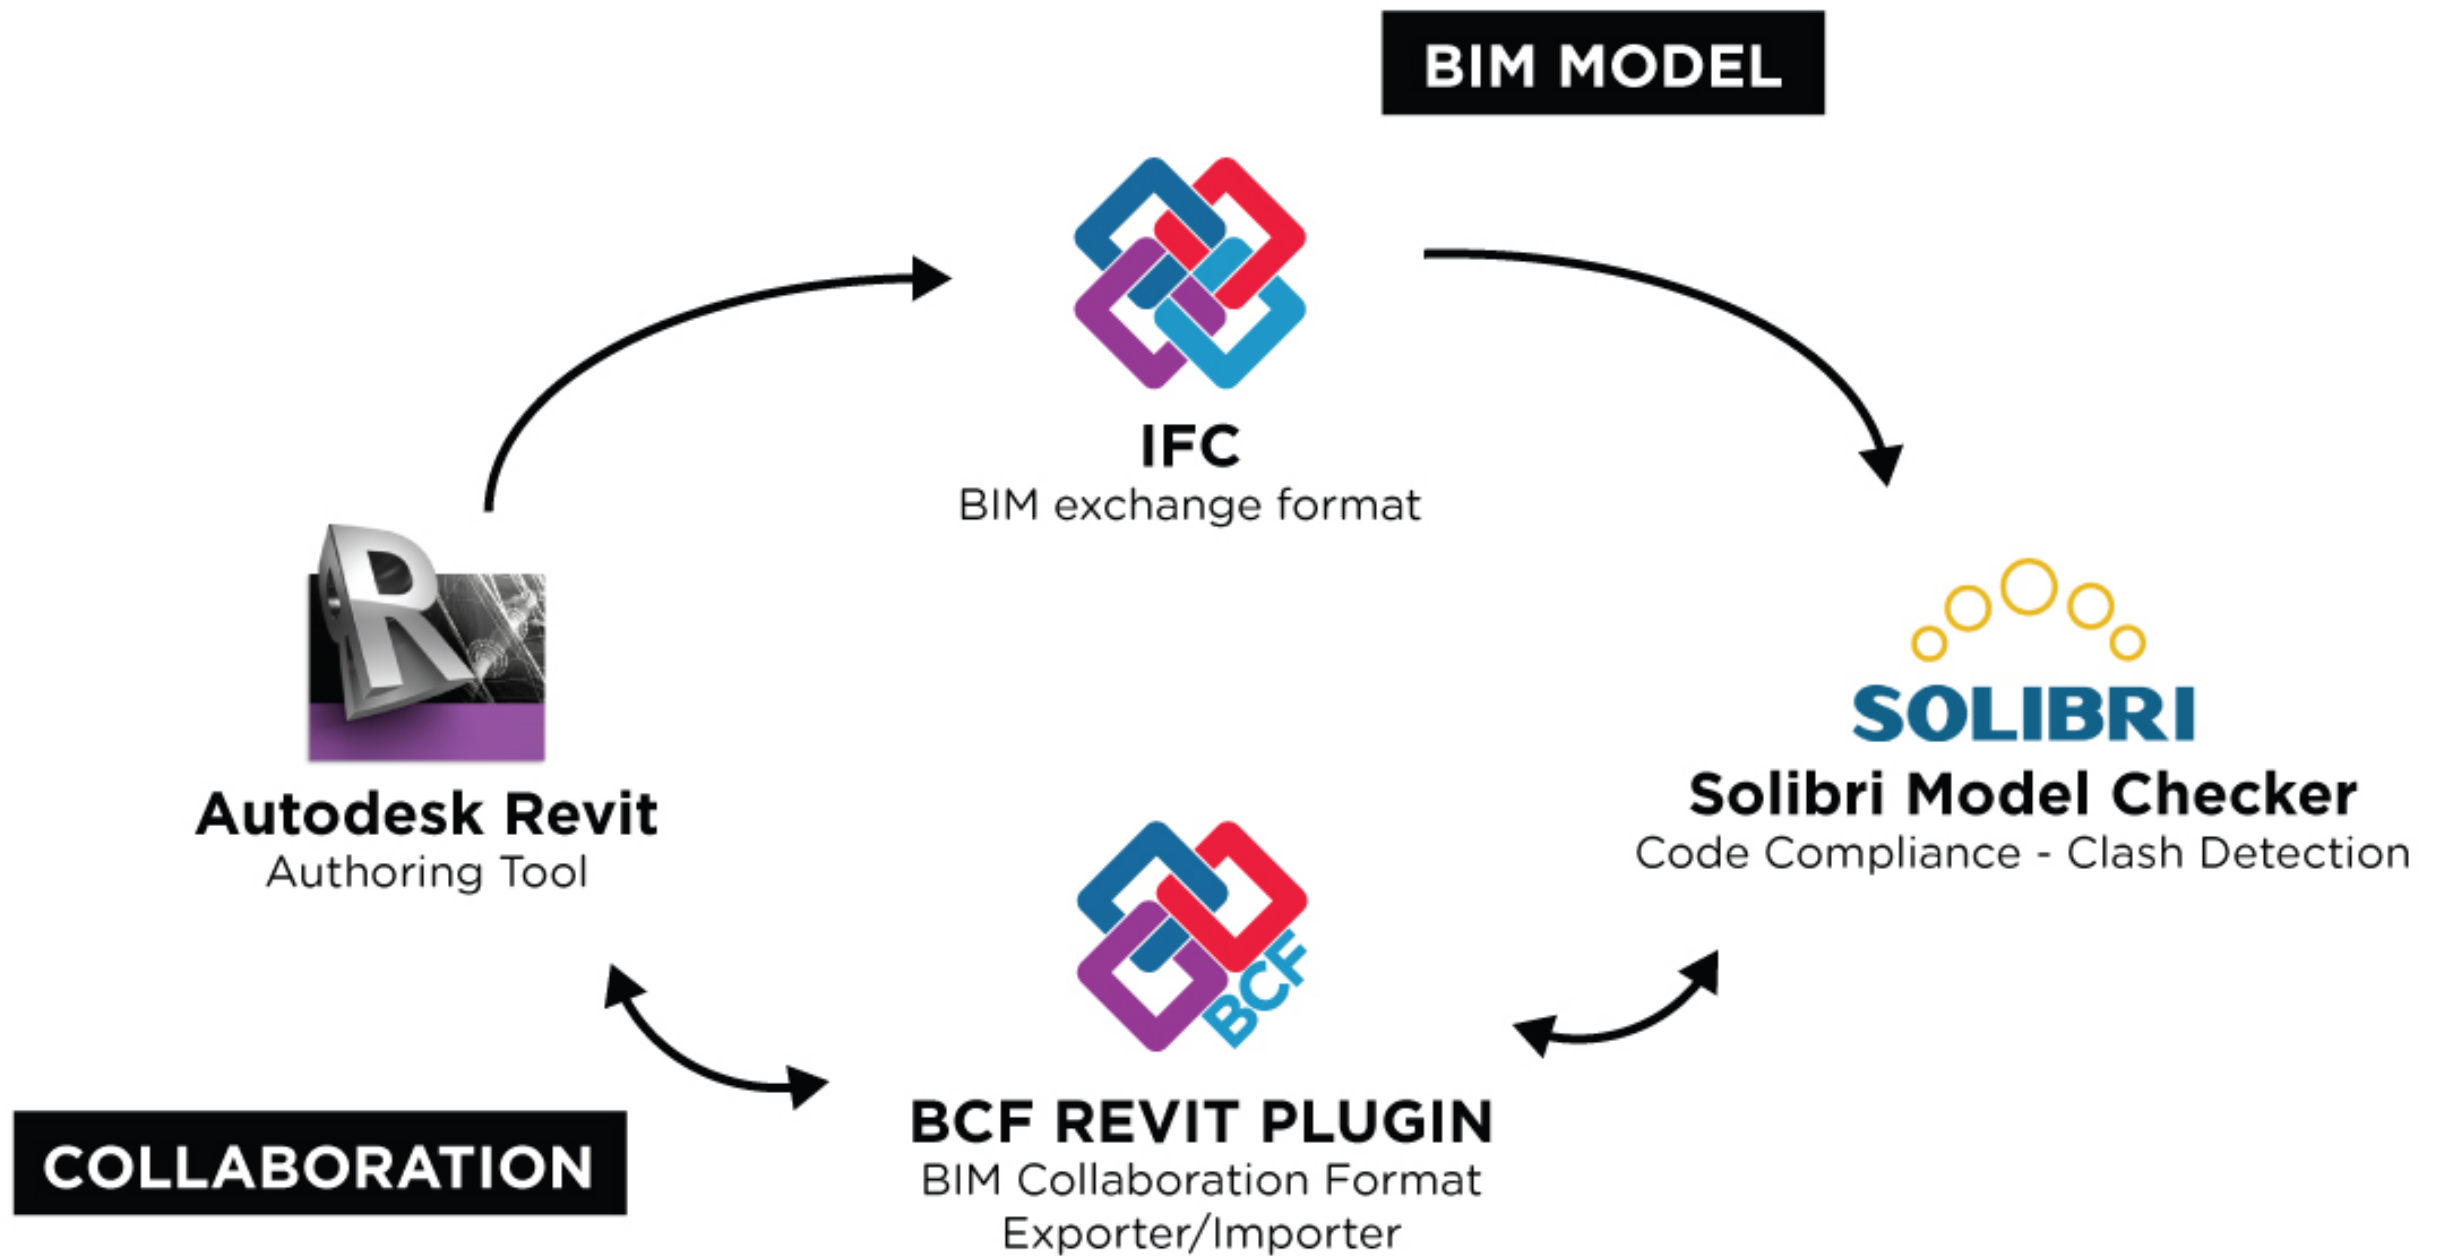 BIM MODEL
IFC
BIM exchange format
R
Autodesk Revit
Authoring Tool
SOLIBRI
Solibri Model Checker
Code Compliance - Clash Detection
BCF
BCF REVIT PLUGIN
BIM Collaboration Format
Exporter/Importer
COLLABORATION